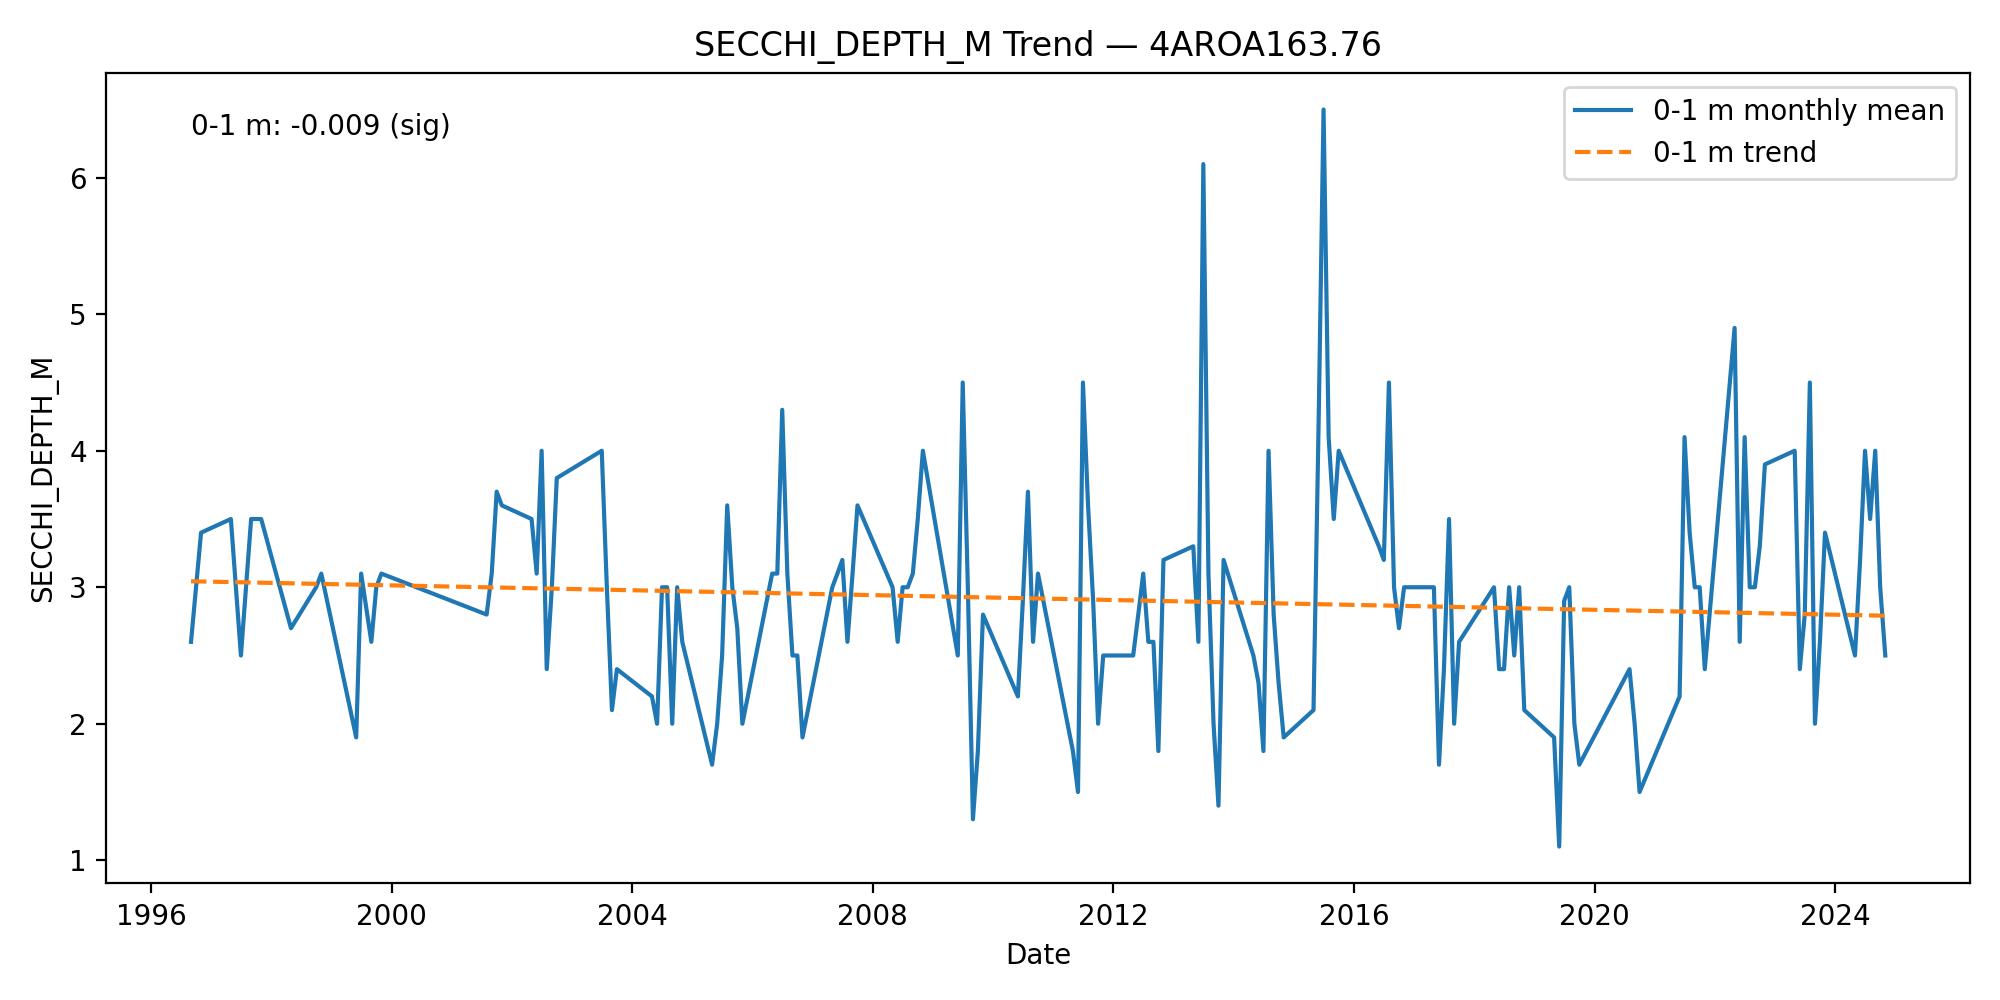 SECCHI_DEPTH_M Trend — 4AROA163.76
0-1 m: -0.009 (sig)
0-1 m monthly mean
0-1 m trend
SECCHI_DEPTH_M
6
5
4
3
2
1
1996 2000 2004 2008 2012 2016 2020 2024
Date